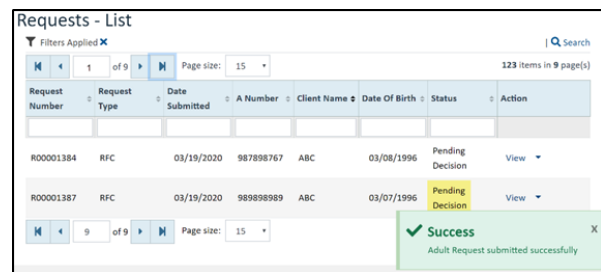 Requests - List
Filters Applied ✕ | Search
1 of 9 Page size: 15 123 items in 9 page(s)
Request Number Request Type Date Submitted A Number Client Name Date Of Birth Status Action
R00001384 RFC 03/19/2020 987898767 ABC 03/08/1996 Pending Decision View
R00001387 RFC 03/19/2020 989898989 ABC 03/07/1996 Pending Decision View
9 of 9 Page size: 15
Success X
Adult Request submitted successfully